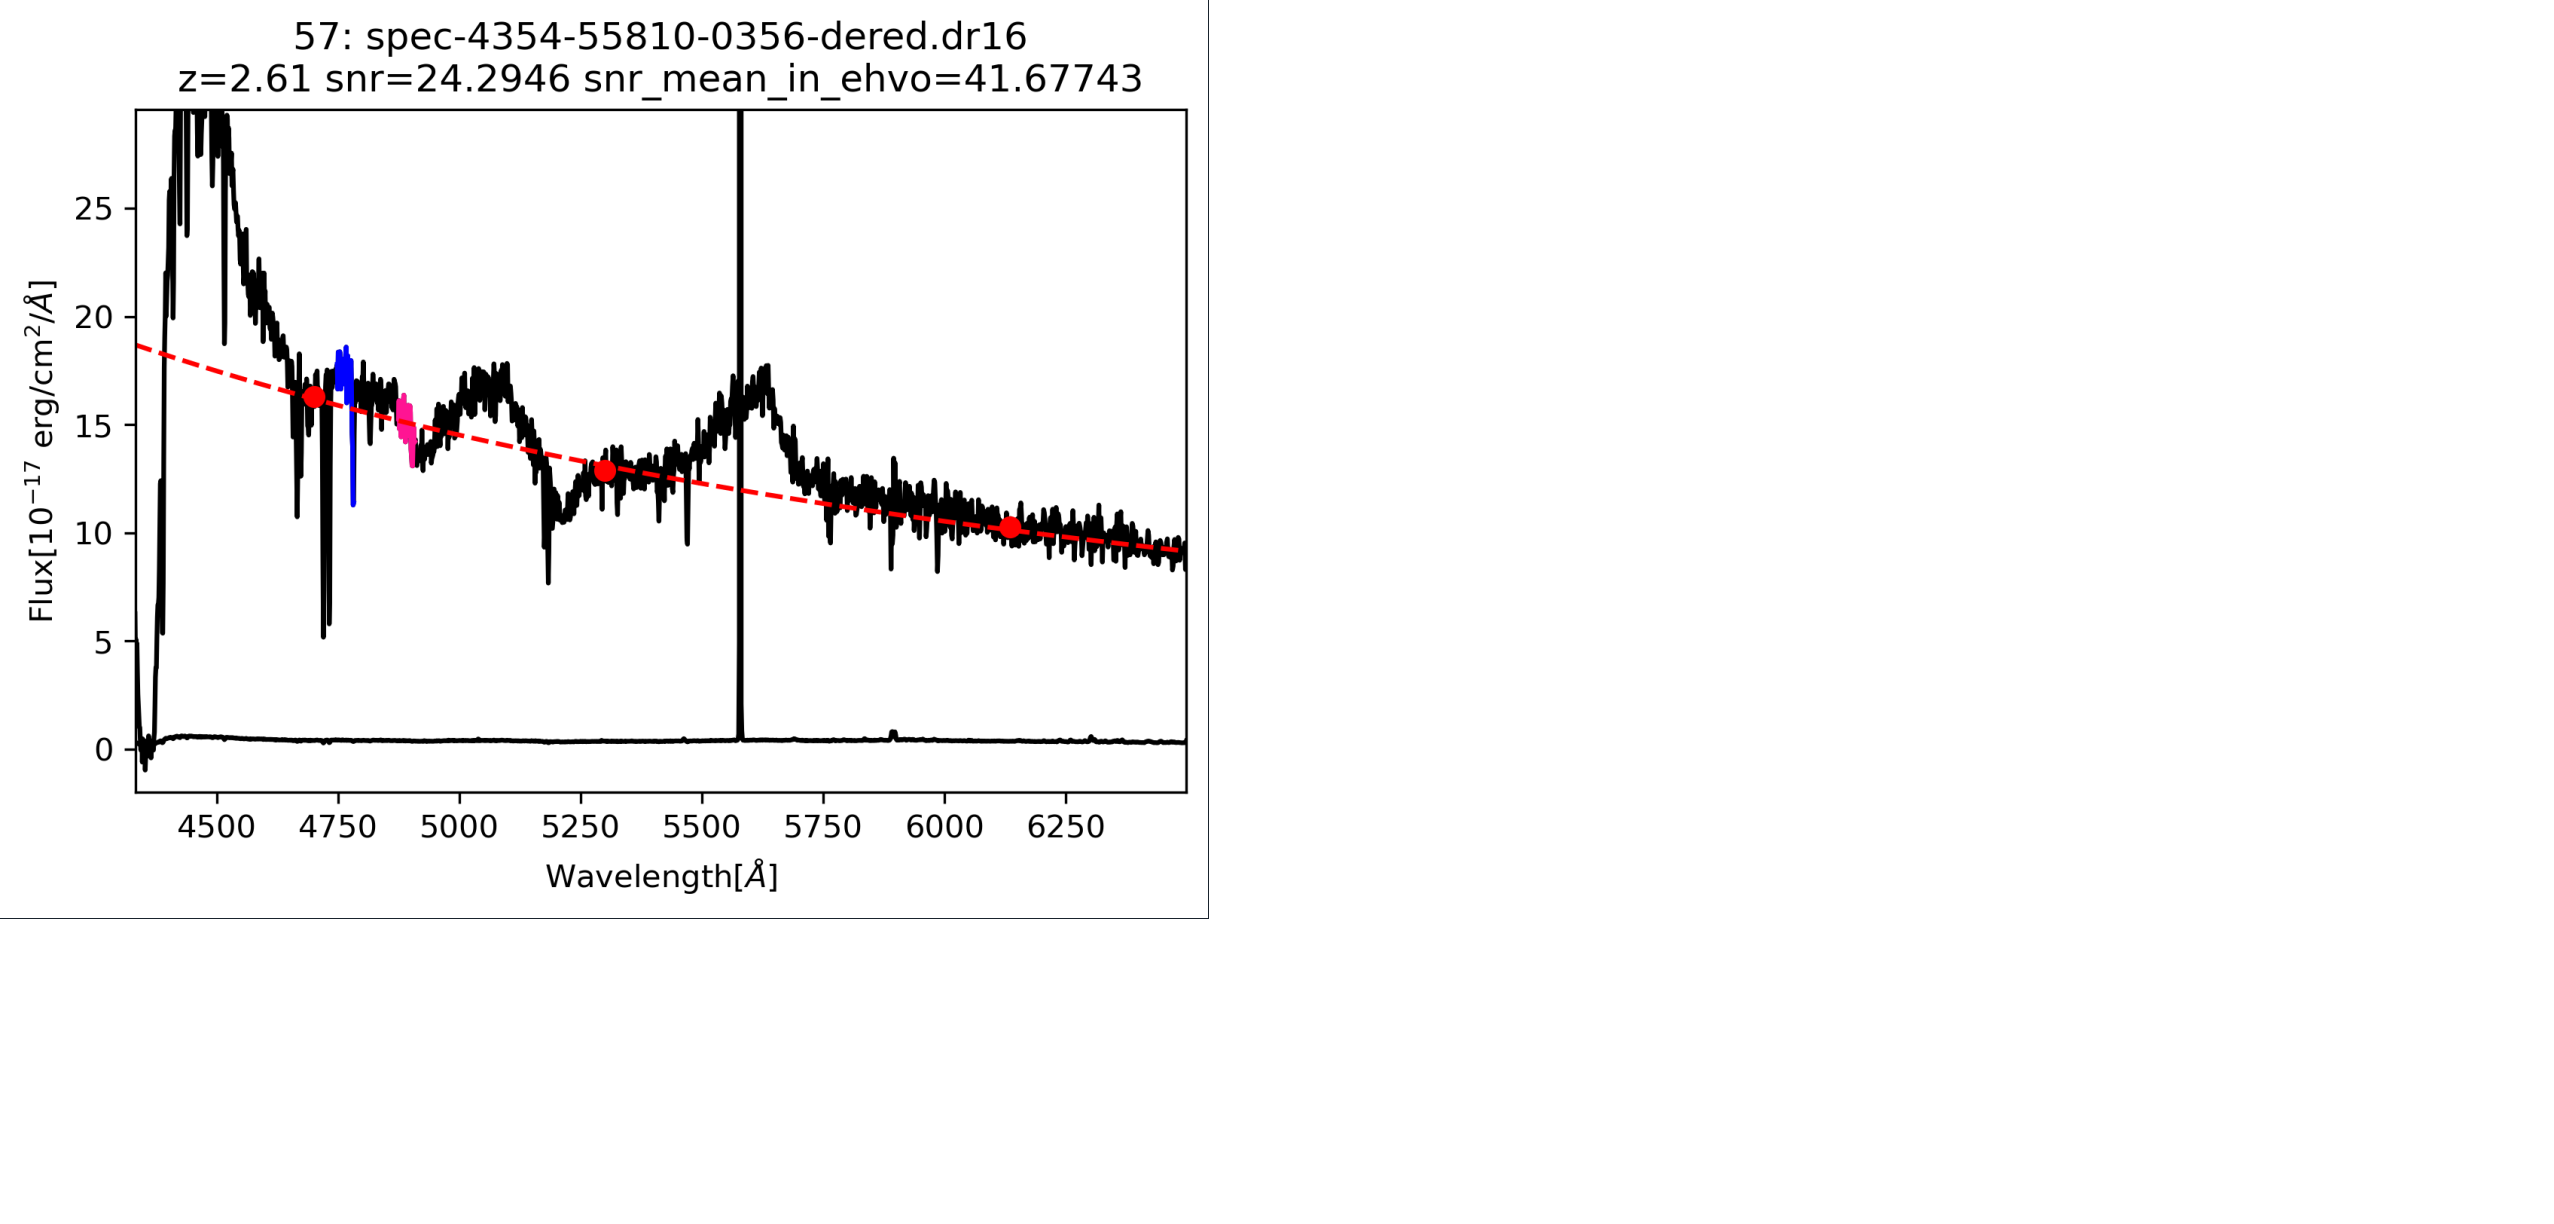 57: spec-4354-55810-0356-dered.dr16
z=2.61 snr=24.2946 snr_mean_in_ehvo=41.67743
25
20
15
10
5
0
Flux[10⁻¹⁷ erg/cm²/Å]
4500 4750 5000 5250 5500 5750 6000 6250
Wavelength[Å]